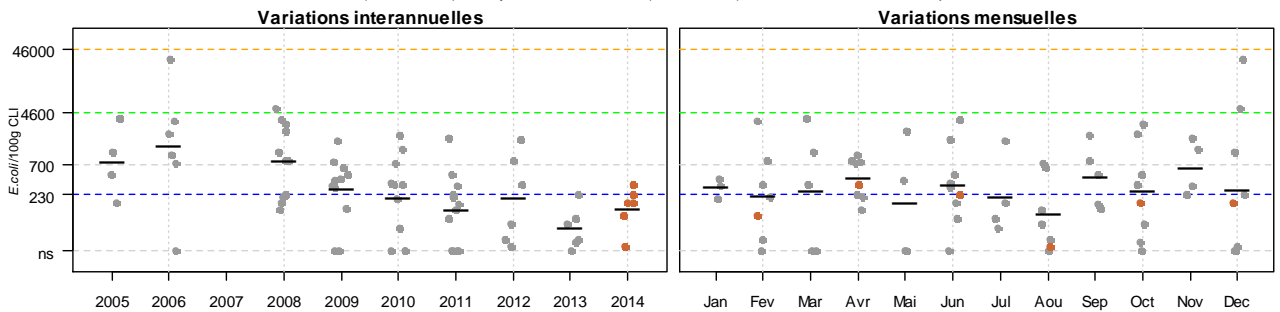 Variations interannuelles
Variations mensuelles
46000
4600
700
230
ns
E.coli/100g CLI
2005 2006 2007 2008 2009 2010 2011 2012 2013 2014
Jan Fev Mar Avr Mai Jun Jul Aou Sep Oct Nov Dec